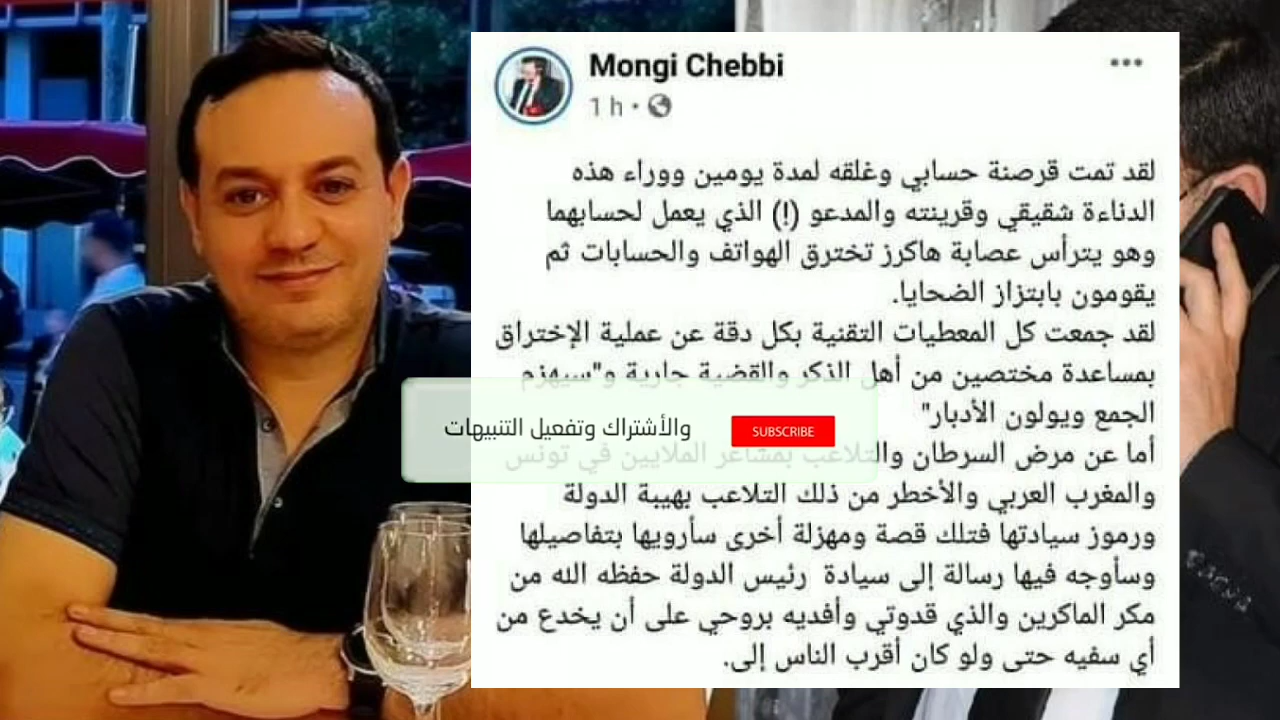 Mongi Chebbi
1 h
لقد تمت قرصنة حسابي وغلقه لمدة يومين ووراء هذه
الدناءة شقيقي وقرينته والمدعو (!) الذي يعمل لحسابهما
وهو يترأس عصابة هاكرز تخترق الهواتف والحسابات ثم
يقومون بابتزاز الضحايا.
لقد جمعت كل المعطيات التقنية بكل دقة عن عملية الإختراق
بمساعدة مختصين من أهل الذكر والقضية جارية و"سيهزم
الجمع ويولون الأدبار"
والأشتراك وتفعيل التنبيهات
SUBSCRIBE
أما عن مرض السرطان والتلاعب بمشاعر الملايين في تونس
والمغرب العربي والأخطر من ذلك التلاعب بهيبة الدولة
ورموز سيادتها فتلك قصة ومهزلة أخرى سأرويها بتفاصيلها
وسأوجه فيها رسالة إلى سيادة رئيس الدولة حفظه الله من
مكر الماكرين والذي قدوتي وأفديه بروحي على أن يخدع من
أي سفيه حتى ولو كان أقرب الناس إلى.